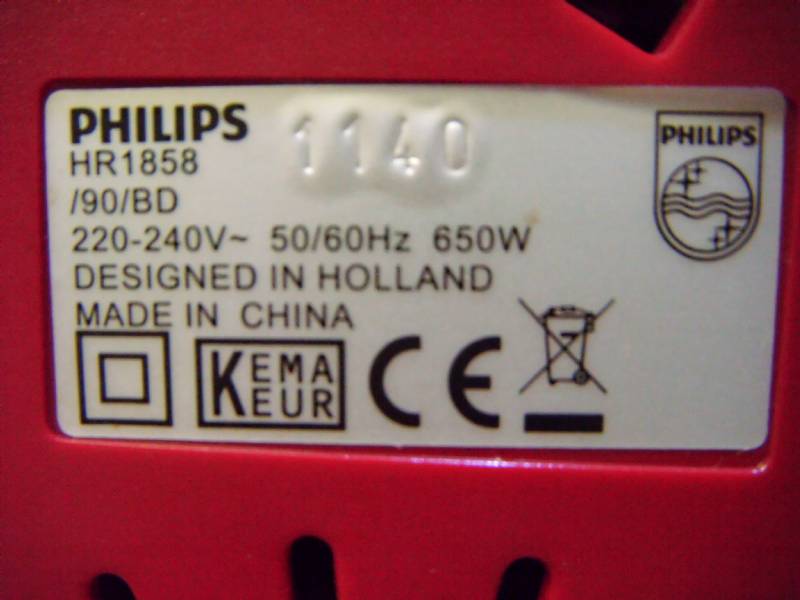 PHILIPS
1140
HR1858
/90/BD
220-240V~ 50/60Hz 650W
DESIGNED IN HOLLAND
MADE IN CHINA
KEMA
EUR
CE
PHILIPS